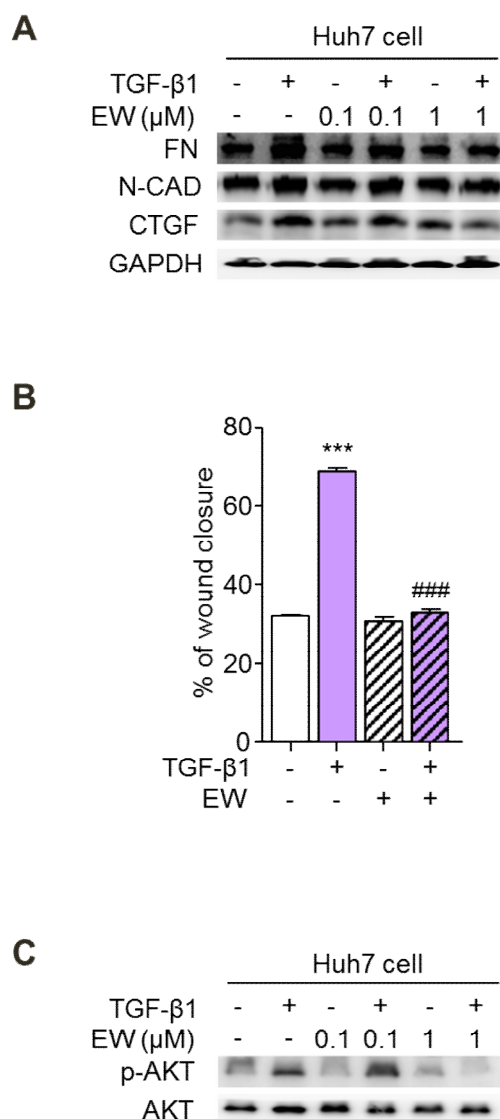 A
Huh7 cell
TGF-β1 - + - + - +
EW (μM) - - 0.1 0.1 1 1
FN
N-CAD
CTGF
GAPDH
B
% of wound closure
80
60
40
20
0
***
###
TGF-β1 - + - +
EW - - + +
C
Huh7 cell
TGF-β1 - + - + - +
EW (μM) - - 0.1 0.1 1 1
p-AKT
AKT